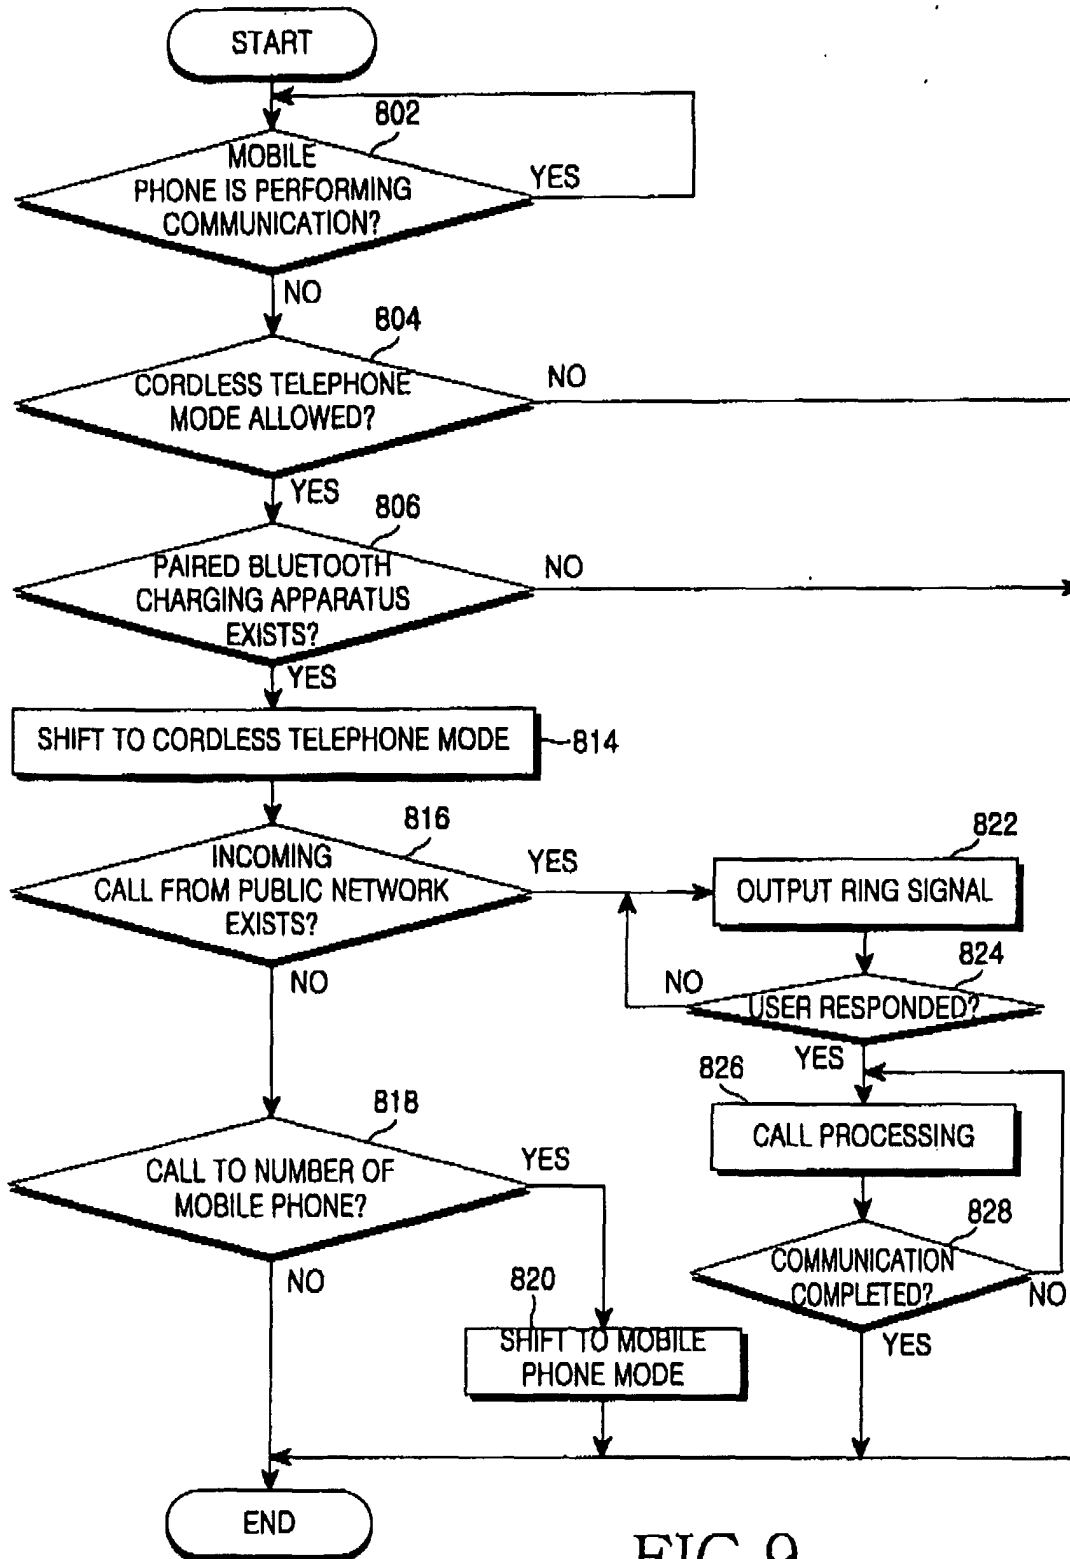 START
802
MOBILE
PHONE IS PERFORMING
COMMUNICATION?
YES
NO
804
CORDLESS TELEPHONE
MODE ALLOWED?
NO
YES
806
PAIRED BLUETOOTH
CHARGING APPARATUS
EXISTS?
NO
YES
SHIFT TO CORDLESS TELEPHONE MODE
814
816
INCOMING
CALL FROM PUBLIC NETWORK
EXISTS?
YES
NO
822
OUTPUT RING SIGNAL
824
USER RESPONDED?
NO
YES
826
CALL PROCESSING
828
COMMUNICATION
COMPLETED?
NO
YES
818
CALL TO NUMBER OF
MOBILE PHONE?
YES
NO
820
SHIFT TO MOBILE
PHONE MODE
END
FIG. 9